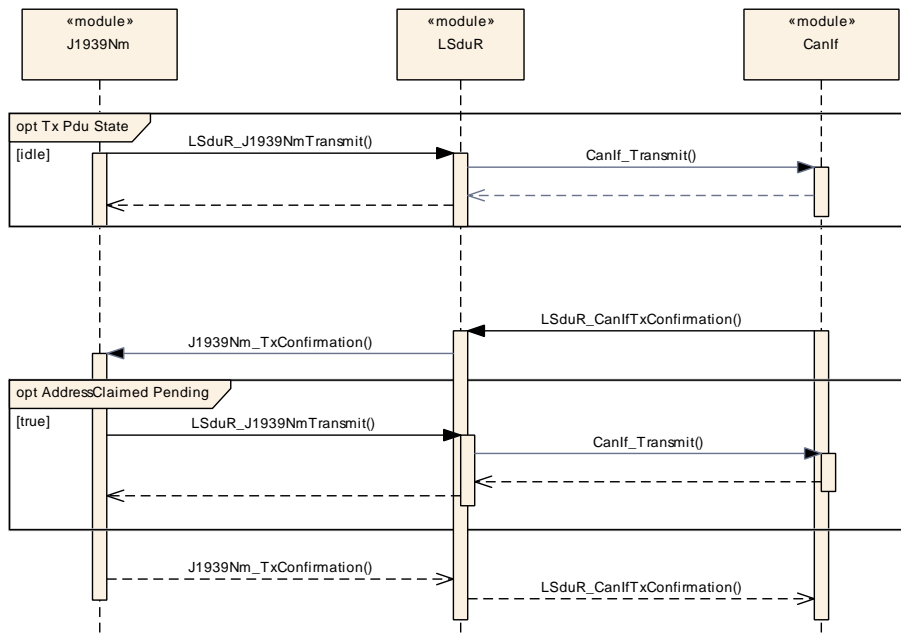 «module»
J1939Nm
«module»
LSduR
«module»
CanIf
opt Tx Pdu State
[idle]
LSduR_J1939NmTransmit()
CanIf_Transmit()
LSduR_CanIfTxConfirmation()
J1939Nm_TxConfirmation()
opt AddressClaimed Pending
[true]
LSduR_J1939NmTransmit()
CanIf_Transmit()
J1939Nm_TxConfirmation()
LSduR_CanIfTxConfirmation()